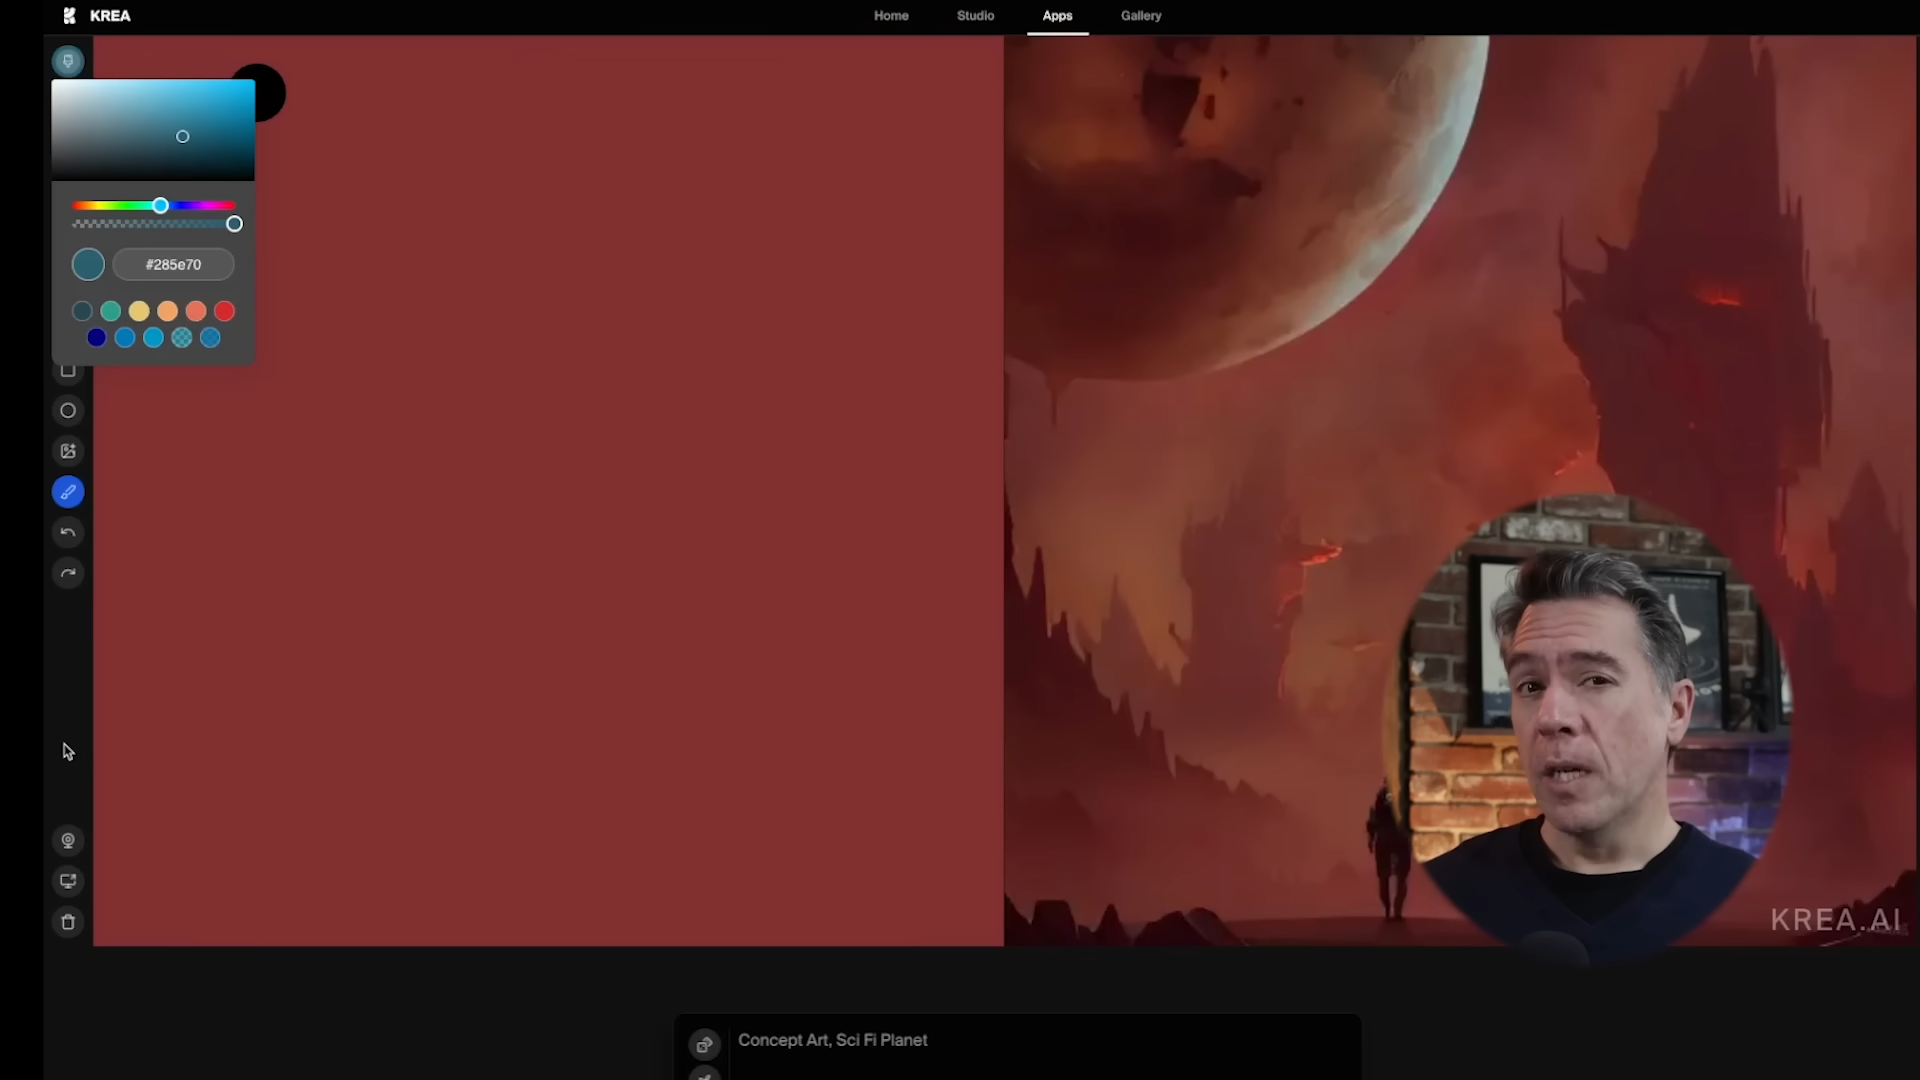 KREA
Home
Studio
Apps
Gallery
#285e70
Concept Art, Sci Fi Planet
KREA.AI